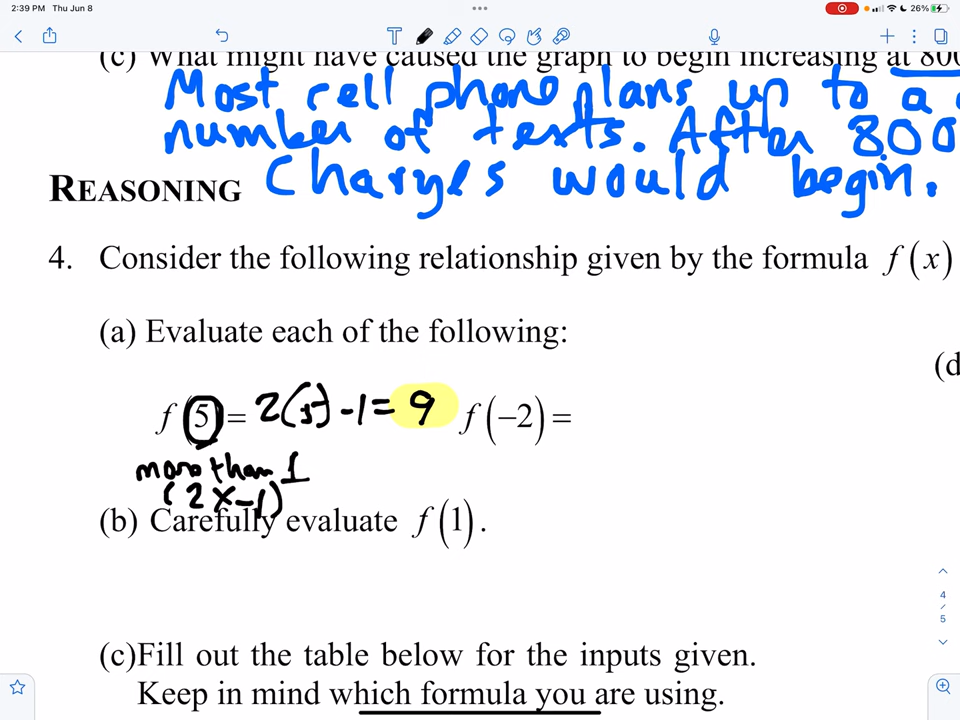 2:39 PM Thu Jun 8
26%
(c) What might have caused the graph to begin increasing at 800
Most cell phone plans up to a
number of texts. After 800
REASONING Charges would begin.
4. Consider the following relationship given by the formula f(x)
(a) Evaluate each of the following:
(d
f(5) = 2(5)-1 = 9 f(−2) =
more than 1
(2x-1)
(b) Carefully evaluate f(1).
4
/
5
(c)Fill out the table below for the inputs given.
Keep in mind which formula you are using.